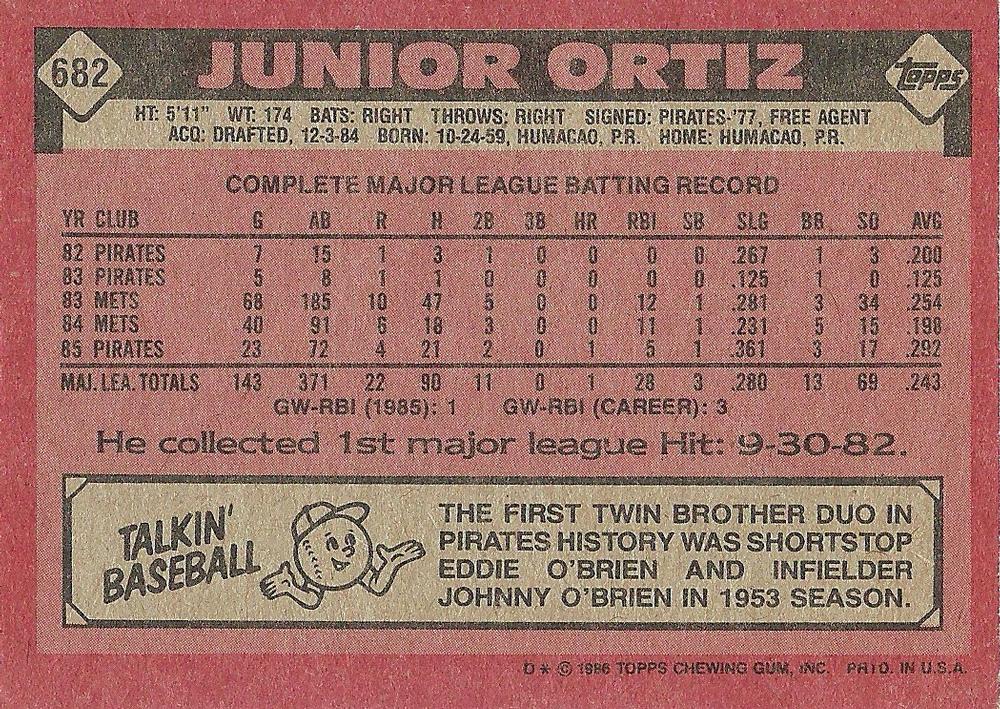 682
JUNIOR ORTIZ
topps
HT: 5'11" WT: 174 BATS: RIGHT THROWS: RIGHT SIGNED: PIRATES-'77, FREE AGENT
ACQ: DRAFTED, 12-3-84 BORN: 10-24-59, HUMACAO, P.R. HOME: HUMACAO, P.R.
COMPLETE MAJOR LEAGUE BATTING RECORD
YR CLUB G AB R H 2B 3B HR RBI SB SLG BB SO AVG
82 PIRATES 7 15 1 3 1 0 0 0 0 .267 1 3 .200
83 PIRATES 5 8 1 1 0 0 0 0 0 .125 1 0 .125
83 METS 68 185 10 47 5 0 0 12 1 .281 3 34 .254
84 METS 40 91 6 18 3 0 0 11 1 .231 5 15 .198
85 PIRATES 23 72 4 21 2 0 1 5 1 .361 3 17 .292
MAJ. LEA. TOTALS 143 371 22 90 11 0 1 28 3 .280 13 69 .243
GW-RBI (1985): 1 GW-RBI (CAREER): 3
He collected 1st major league Hit: 9-30-82.
TALKIN'
BASEBALL
THE FIRST TWIN BROTHER DUO IN
PIRATES HISTORY WAS SHORTSTOP
EDDIE O'BRIEN AND INFIELDER
JOHNNY O'BRIEN IN 1953 SEASON.
D * © 1986 TOPPS CHEWING GUM, INC. PRTD. IN U.S.A.